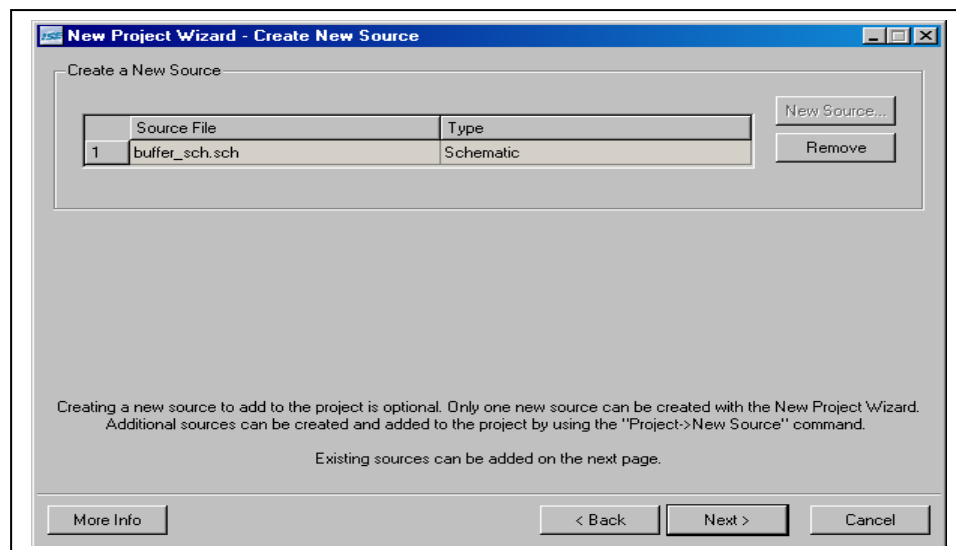 ISE New Project Wizard - Create New Source
Create a New Source
New Source...
Source File Type
1 buffer_sch.sch Schematic
Remove
Creating a new source to add to the project is optional. Only one new source can be created with the New Project Wizard.
Additional sources can be created and added to the project by using the "Project->New Source" command.
Existing sources can be added on the next page.
More Info < Back Next > Cancel